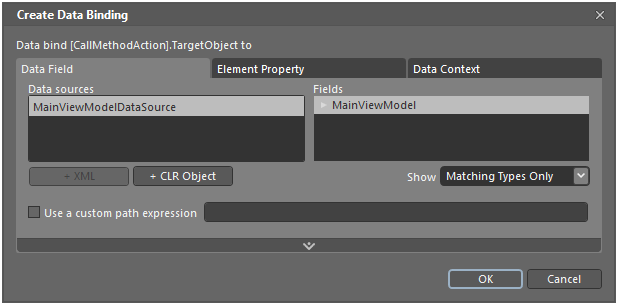 Create Data Binding
Data bind [CallMethodAction].TargetObject to
Data Field
Element Property
Data Context
Data sources
Fields
MainViewModelDataSource
MainViewModel
+ XML
+ CLR Object
Show
Matching Types Only
Use a custom path expression
OK
Cancel